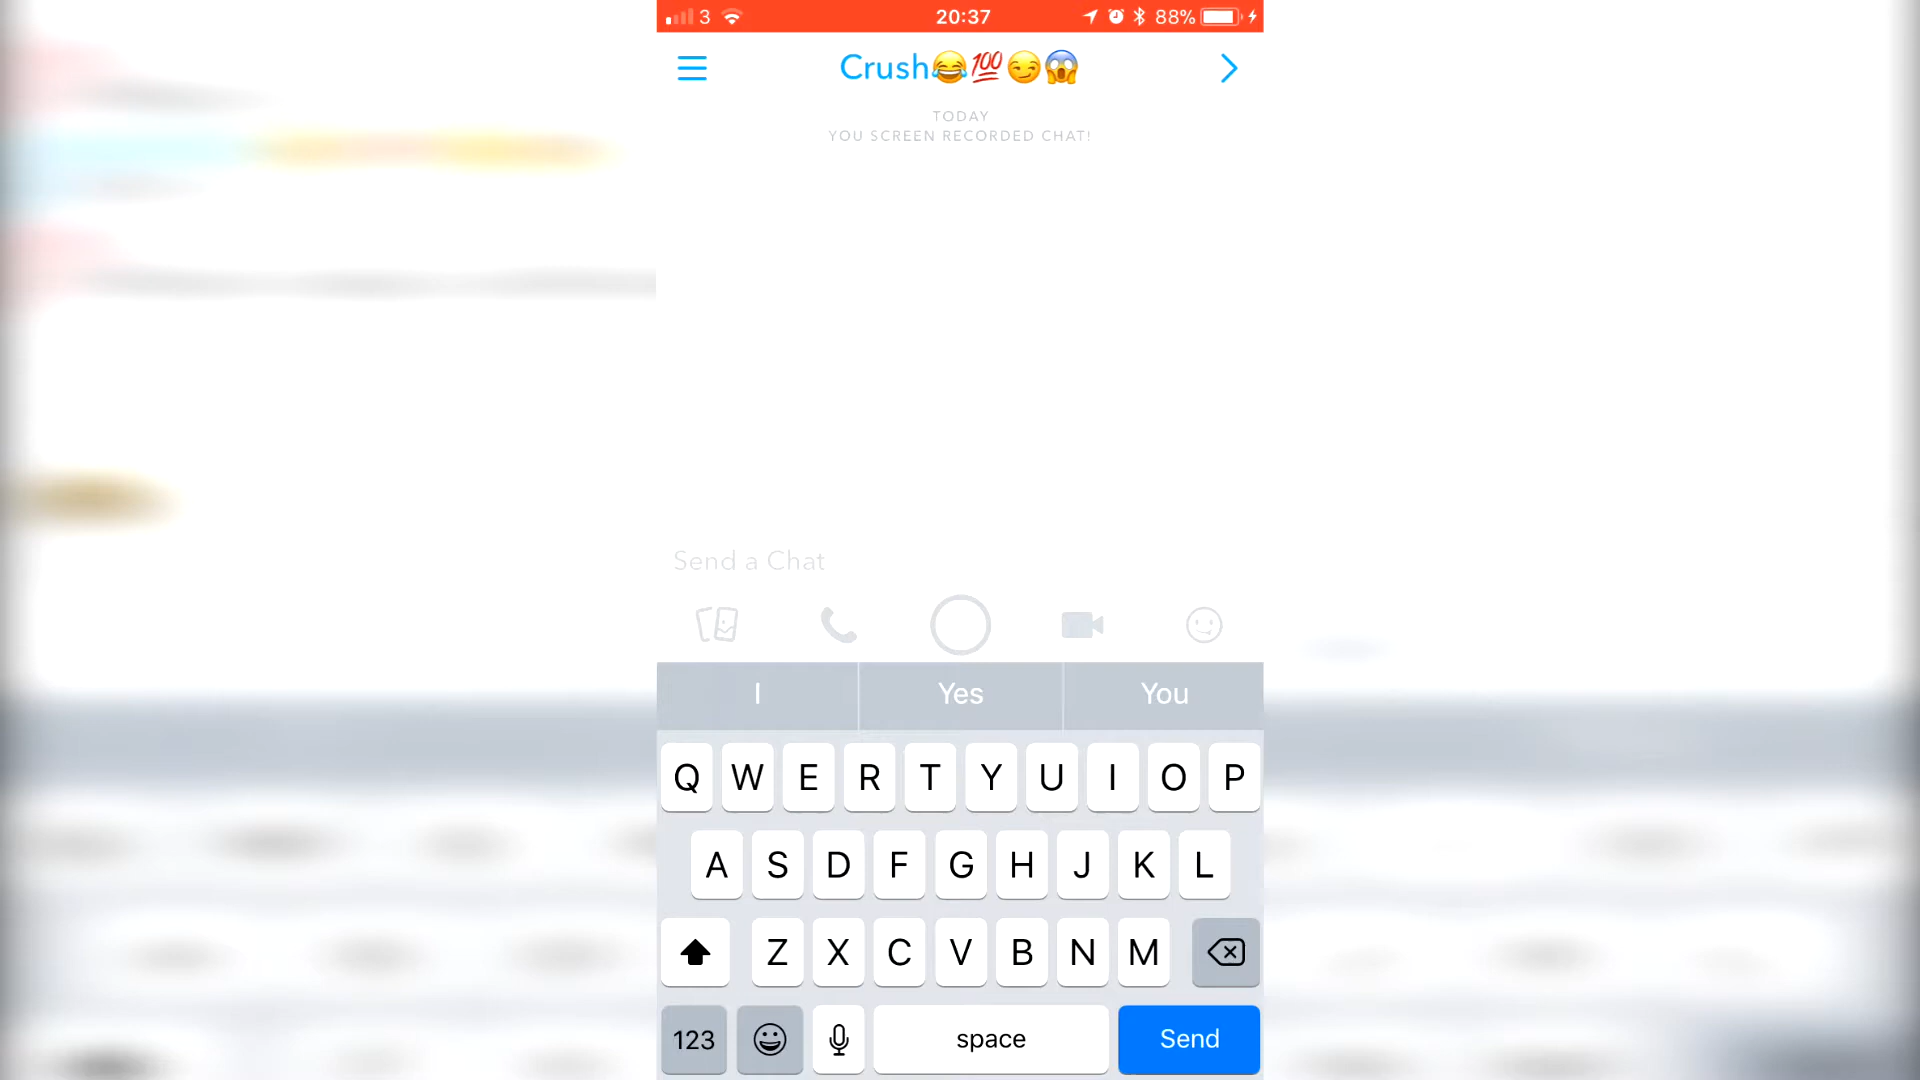 3 20:37 88%
Crush😂💯😏😱
TODAY
YOU SCREEN RECORDED CHAT!
Send a Chat
I Yes You
Q W E R T Y U I O P
A S D F G H J K L
Z X C V B N M
123 space Send